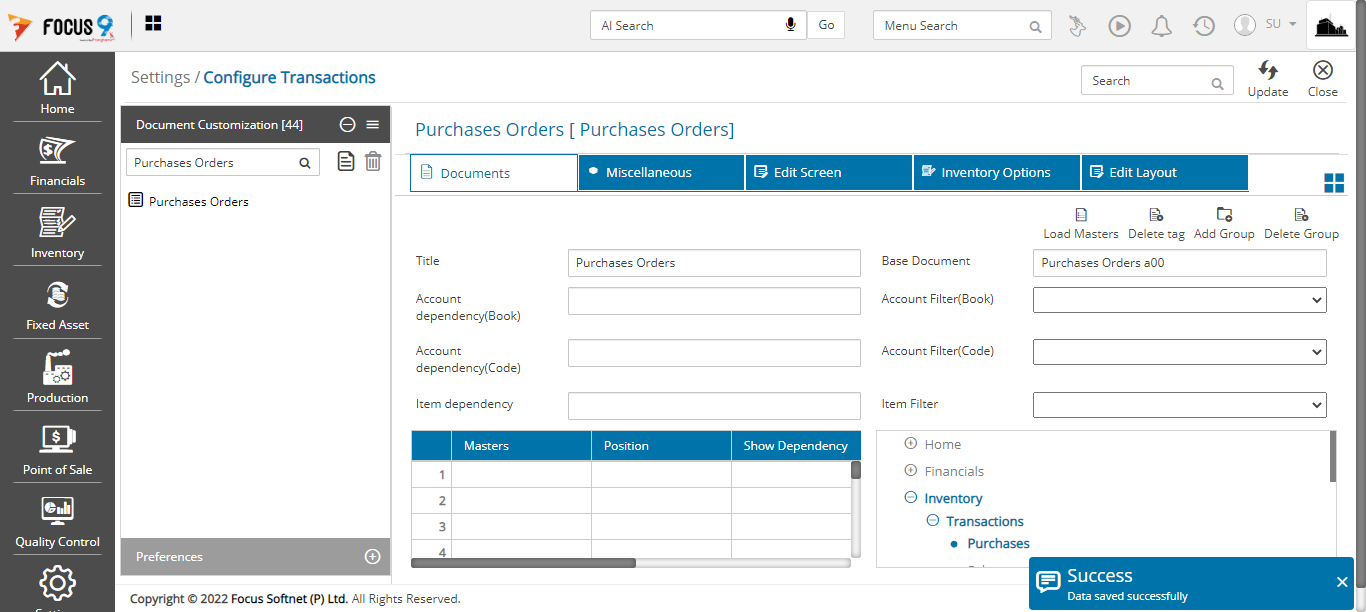 FOCUS 9
AI Search
Go
Menu Search
SU
Home
Financials
Inventory
Fixed Asset
Production
Point of Sale
Quality Control
Settings / Configure Transactions
Search
Update
Close
Document Customization [44]
Purchases Orders
Purchases Orders
Preferences
Purchases Orders [ Purchases Orders]
Documents
Miscellaneous
Edit Screen
Inventory Options
Edit Layout
Load Masters
Delete tag
Add Group
Delete Group
Title
Purchases Orders
Base Document
Purchases Orders a00
Account
dependency(Book)
Account Filter(Book)
Account
dependency(Code)
Account Filter(Code)
Item dependency
Item Filter
Masters
Position
Show Dependency
1
2
3
4
Home
Financials
Inventory
Transactions
Purchases
Success
Data saved successfully
Copyright © 2022 Focus Softnet (P) Ltd. All Rights Reserved.